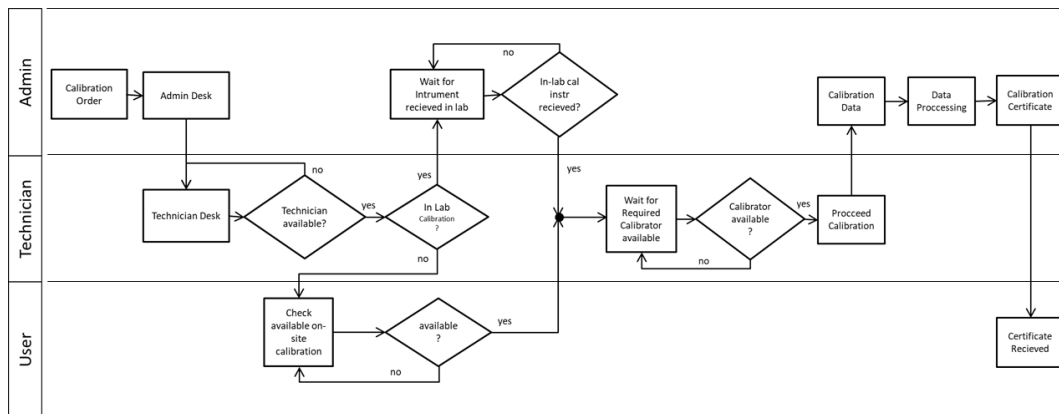 Admin
Calibration
Order
Admin Desk
Wait for
Intrument
recieved in lab
no
In-lab cal
instr
recieved?
yes
Calibration
Data
Data
Proccessing
Calibration
Certificate
Technician
Technician Desk
no
Technician
available?
yes
yes
In Lab
Calibration
?
no
Wait for
Required
Calibrator
available
Calibrator
available
?
yes
no
Procceed
Calibration
User
Check
available on-
site
calibration
available
?
yes
no
Certificate
Recieved